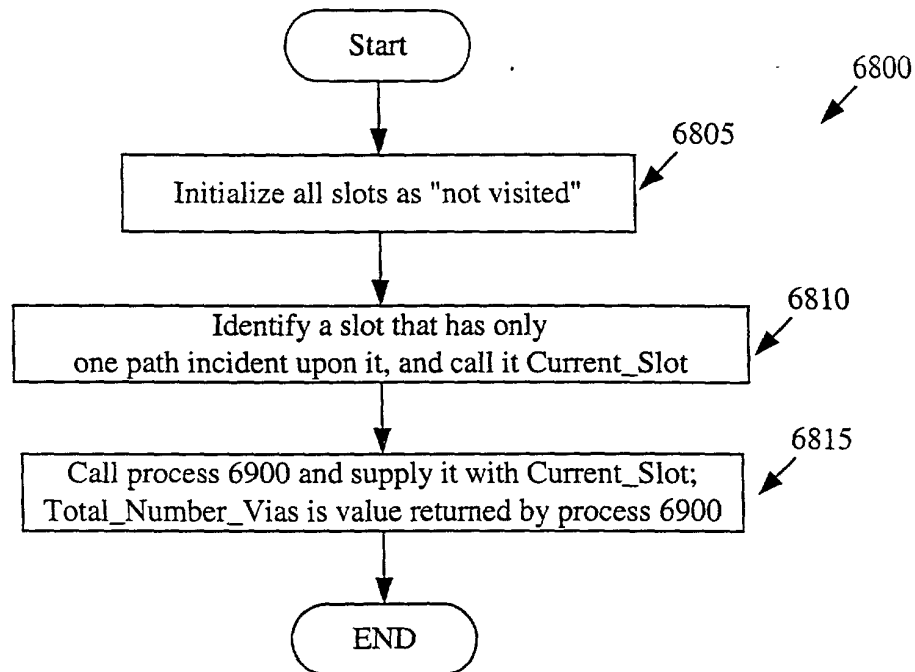 Start
6800
6805
Initialize all slots as "not visited"
6810
Identify a slot that has only
one path incident upon it, and call it Current_Slot
6815
Call process 6900 and supply it with Current_Slot;
Total_Number_Vias is value returned by process 6900
END